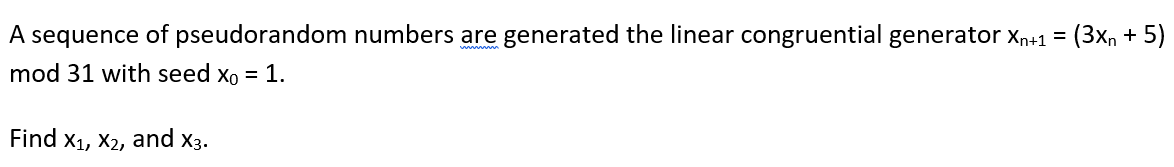 A sequence of pseudorandom numbers are generated the linear congruential generator xₙ₊₁ = (3xₙ + 5)
mod 31 with seed x₀ = 1.
Find x₁, x₂, and x₃.